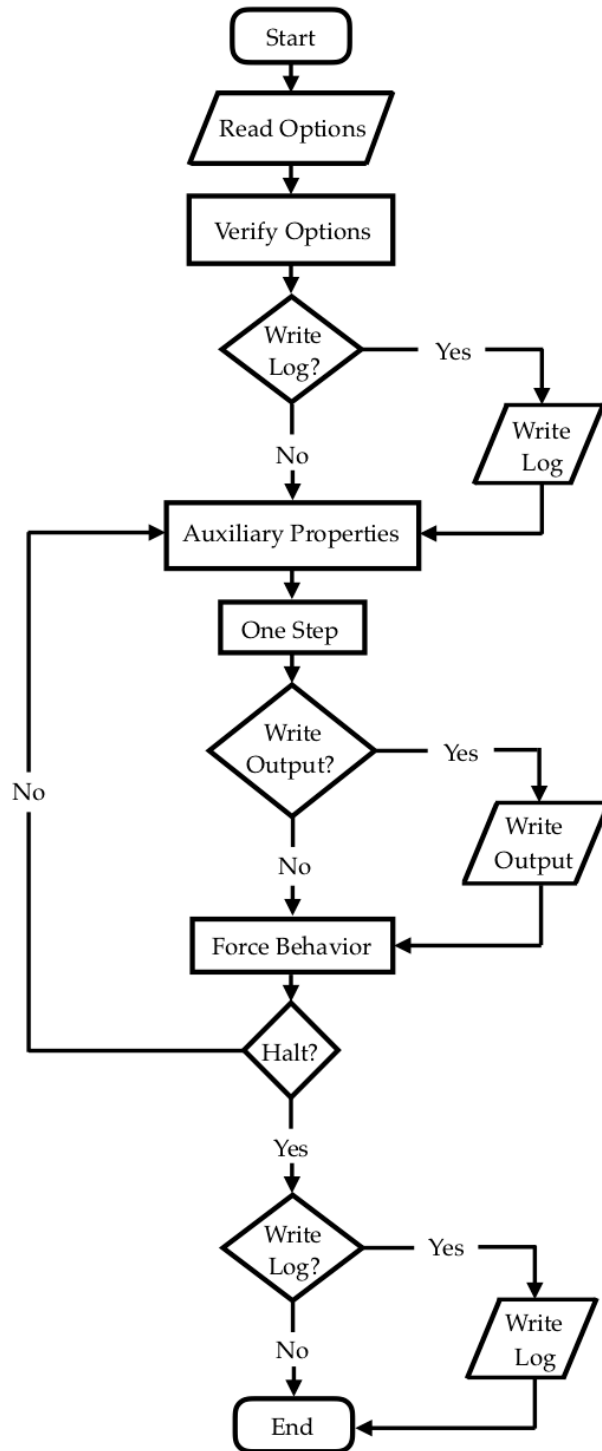 Start
Read Options
Verify Options
Write
Log?
Yes
Write
Log
No
Auxiliary Properties
One Step
Write
Output?
Yes
No
Write
Output
No
Force Behavior
Halt?
Yes
Write
Log?
Yes
Write
Log
No
End